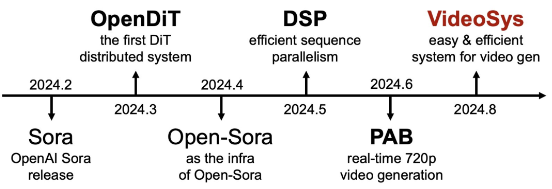 OpenDiT
the first DiT
distributed system
DSP
efficient sequence
parallelism
VideoSys
easy & efficient
system for video gen
2024.2
2024.4
2024.6
2024.3
2024.5
2024.8
Sora
OpenAI Sora
release
Open-Sora
as the infra
of Open-Sora
PAB
real-time 720p
video generation